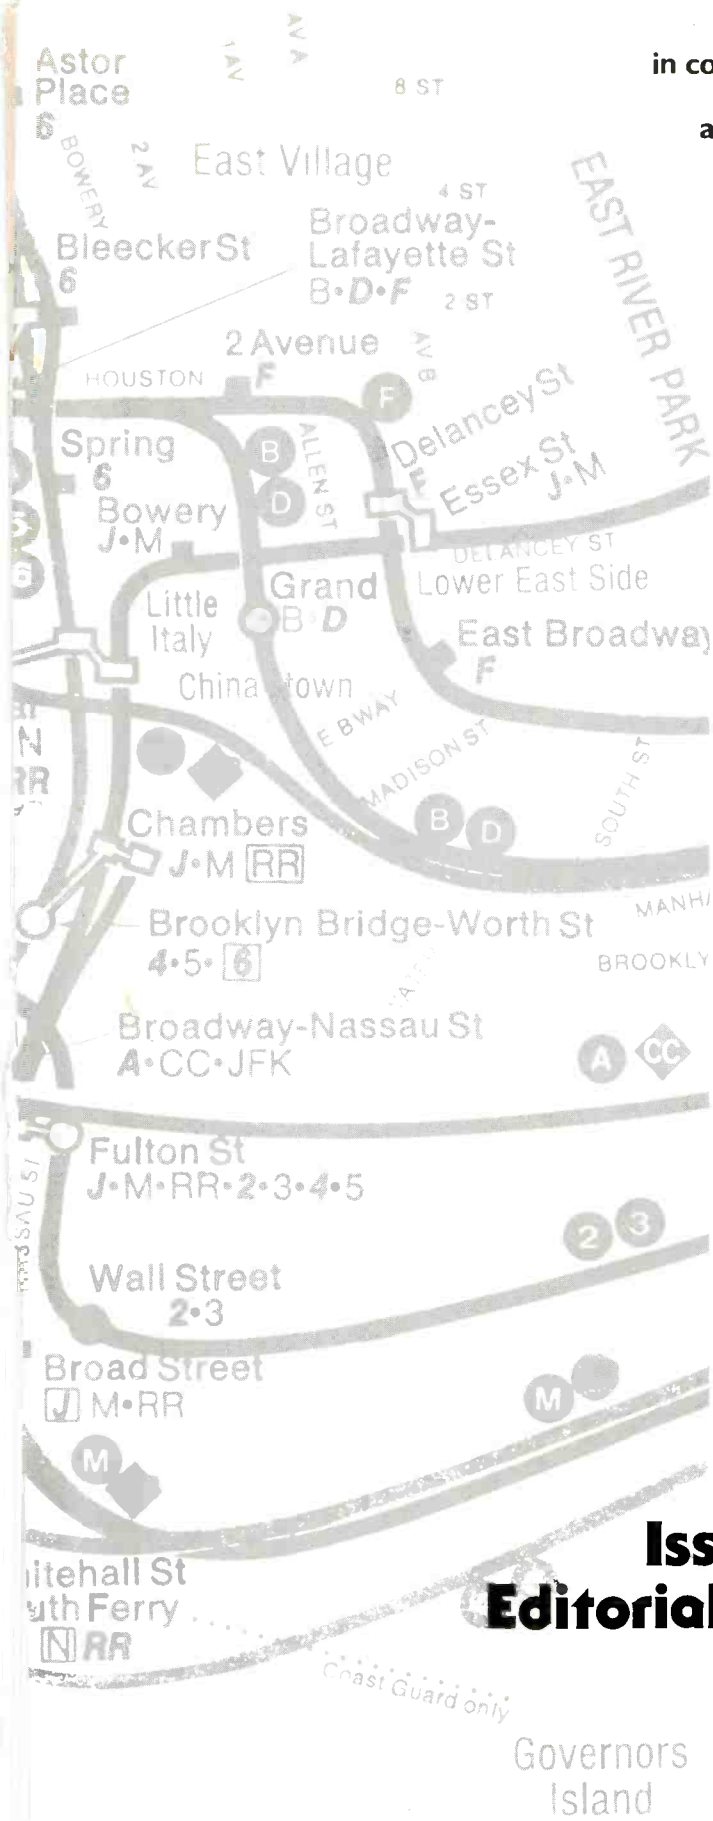 in co
a
AV A
1 AV
Astor
Place
6
8 ST
BOWERY
2 AV
East Village
4 ST
EAST RIVER PARK
Broadway-
Lafayette St
B•D•F
2 ST
Bleecker St
6
2 Avenue
F
AV B
HOUSTON
F
Delancey St
F
Essex St
J•M
ALLEN ST
B
D
Spring
6
Bowery
J•M
DELANCEY ST
Lower East Side
Grand
B D
Little
Italy
East Broadway
F
Chinatown
E BWAY
MADISON ST
SOUTH ST
N
RR
B
D
Chambers
J•M RR
MANH
Brooklyn Bridge-Worth St
4•5• 6
BROOKLY
Broadway-Nassau St
A•CC•JFK
A
CC
Fulton St
J•M•RR•2•3•4•5
SAU ST
2
3
Wall Street
2•3
Broad Street
J M•RR
M
M
Iss
Editorial
itehall St
uth Ferry
N RR
Coast Guard only
Governors
Island